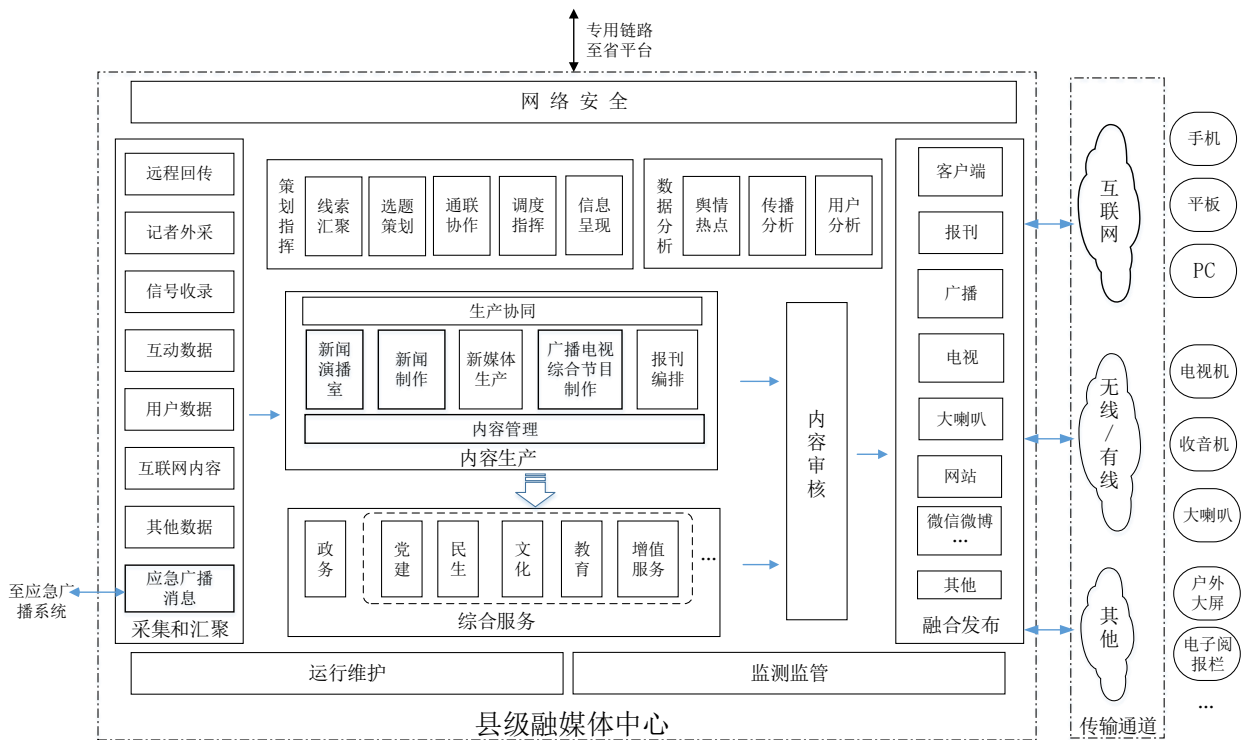 专用链路
至省平台
网络安全
远程回传
记者外采
信号收录
互动数据
用户数据
互联网内容
其他数据
应急广播
消息
采集和汇聚
至应急广
播系统
策划指挥
线索
汇聚
选题
策划
通联
协作
调度
指挥
信息
呈现
数据分析
舆情
热点
传播
分析
用户
分析
生产协同
新闻
演播
室
新闻
制作
新媒体
生产
广播电视
综合节目
制作
报刊
编排
内容管理
内容生产
政务
党建
民生
文化
教育
增值
服务
...
综合服务
内容审核
客户端
报刊
广播
电视
大喇叭
网站
微信微博
...
其他
融合发布
运行维护
监测监管
县级融媒体中心
互联网
无线/有线
其他
传输通道
手机
平板
PC
电视机
收音机
大喇叭
户外
大屏
电子阅
报栏
...